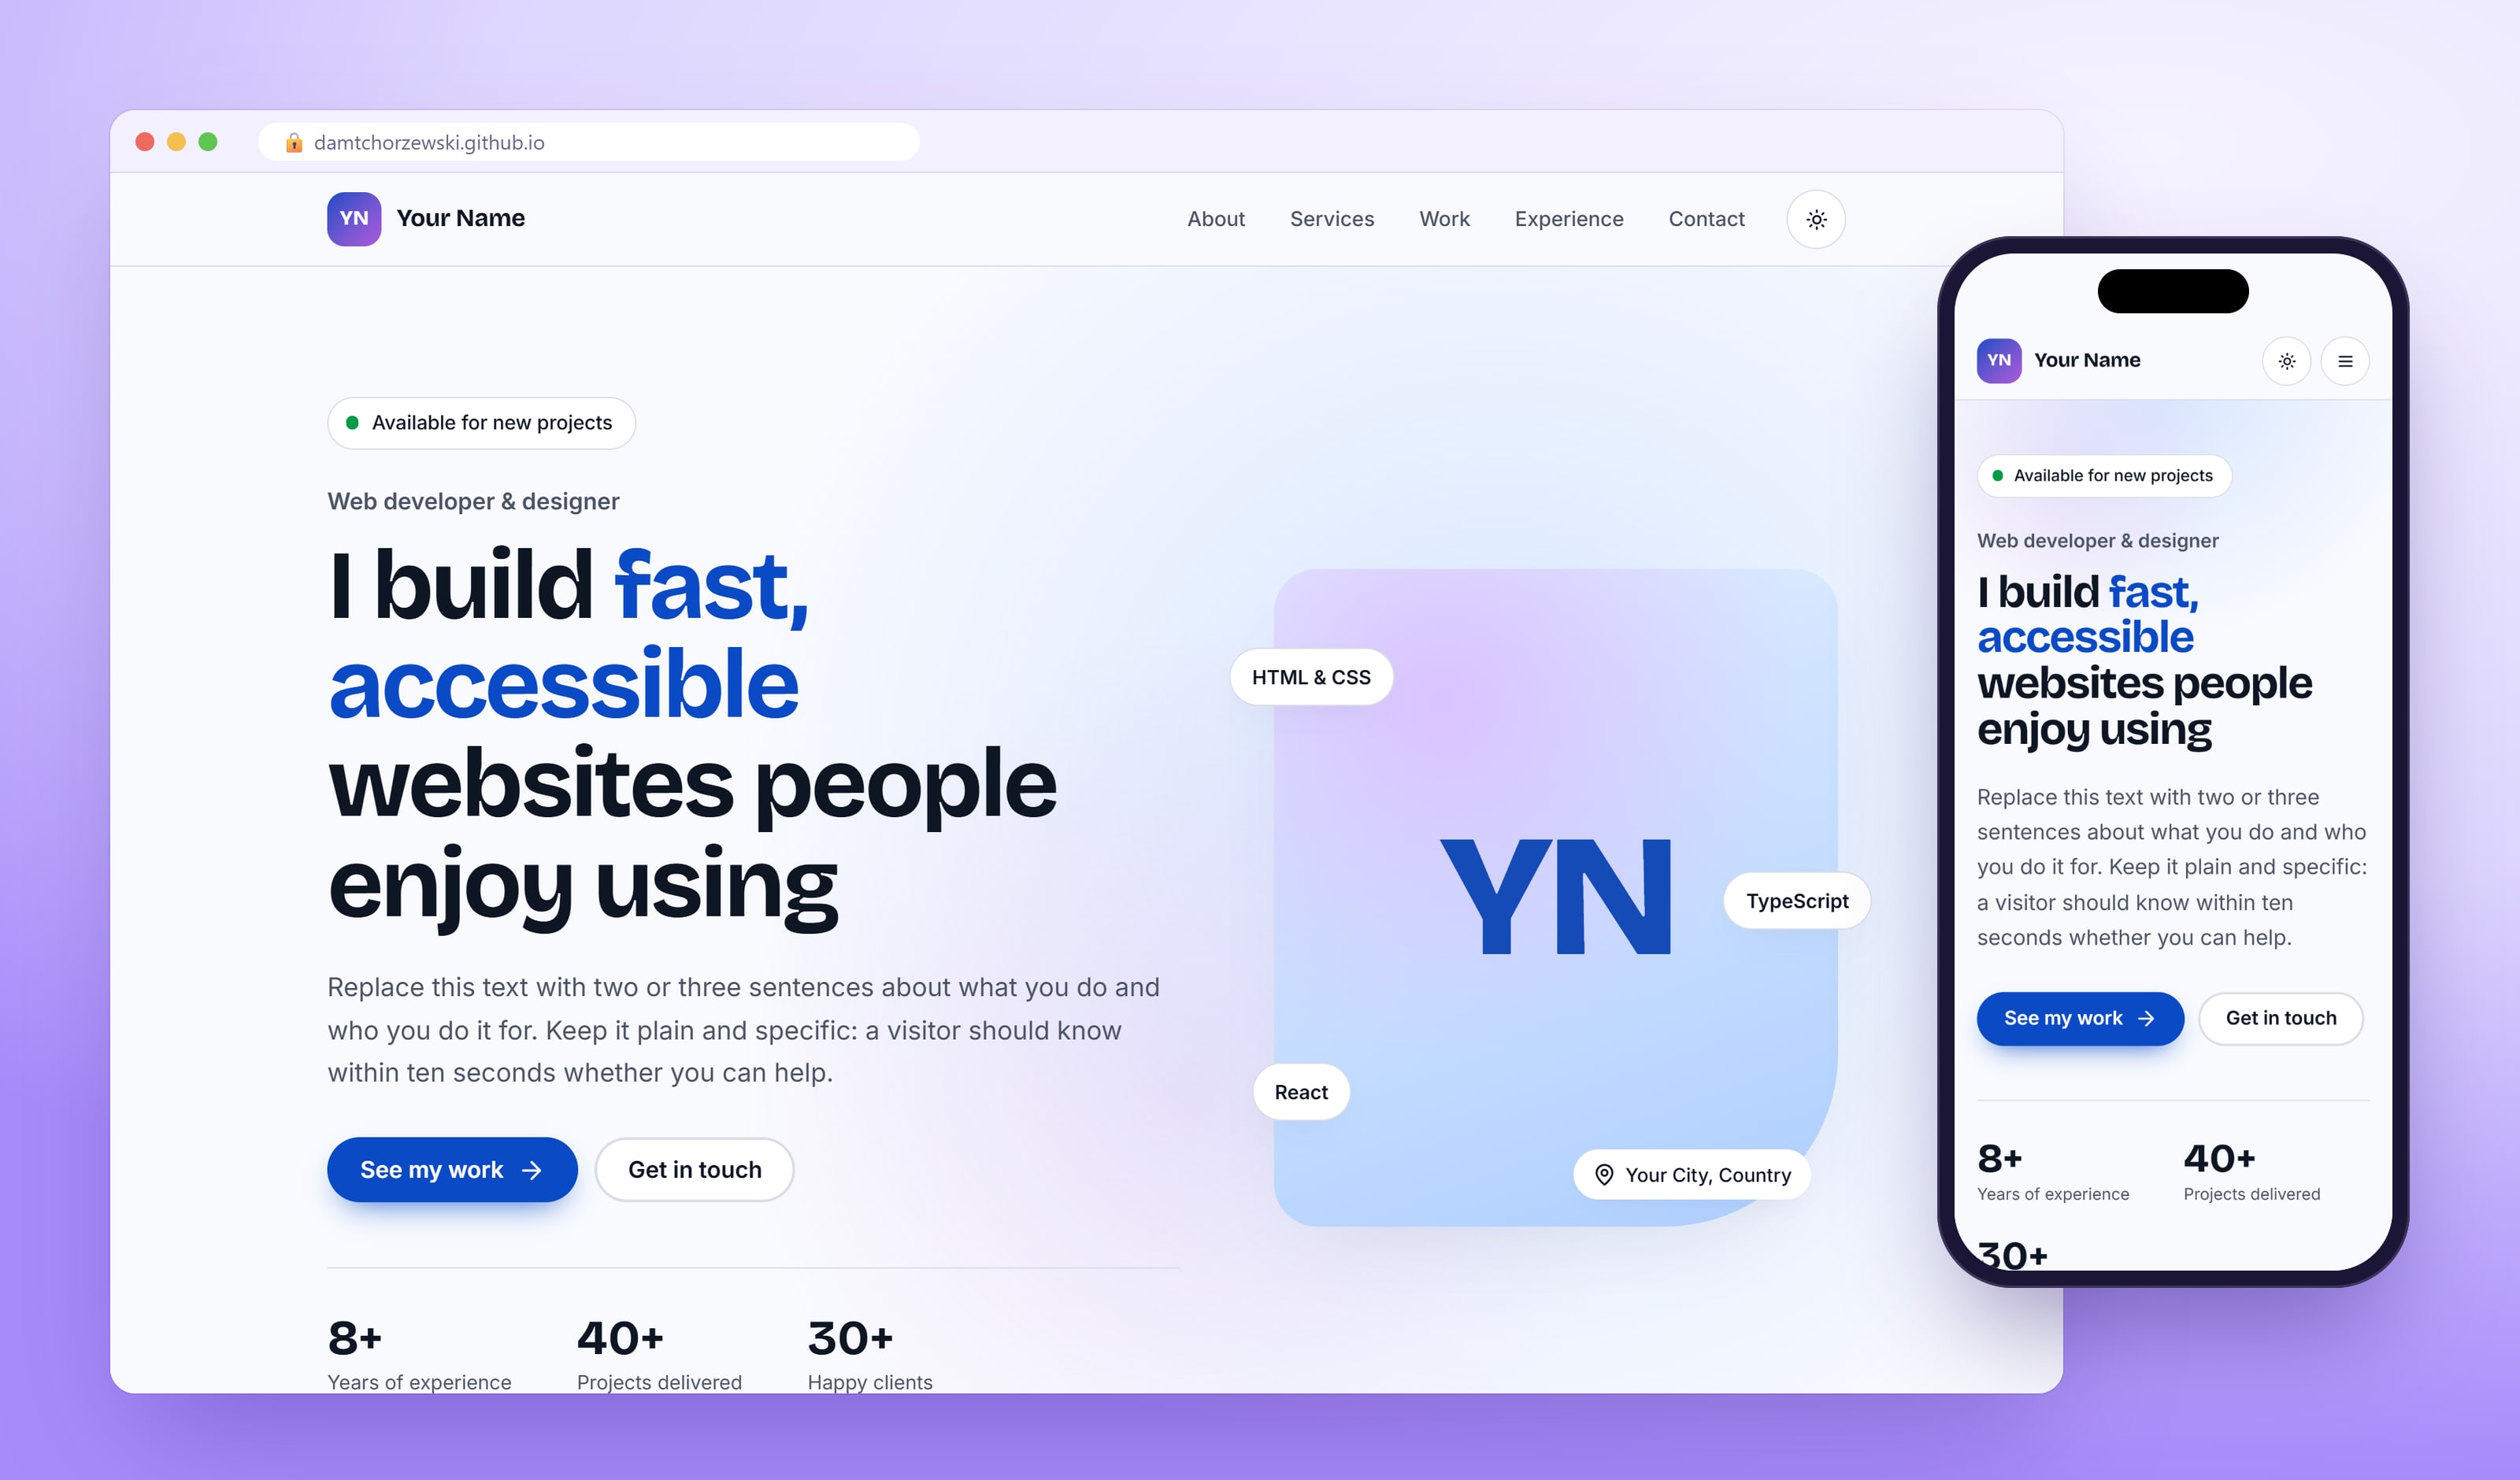 damtchorzewski.github.io
YN Your Name
About Services Work Experience Contact
Available for new projects
Web developer & designer
I build fast,
accessible
websites people
enjoy using
Replace this text with two or three sentences about what you do and
who you do it for. Keep it plain and specific: a visitor should know
within ten seconds whether you can help.
See my work Get in touch
8+ 40+ 30+
Years of experience Projects delivered Happy clients
HTML & CSS
YN
TypeScript
React
Your City, Country
YN Your Name
Available for new projects
Web developer & designer
I build fast,
accessible
websites people
enjoy using
Replace this text with two or three
sentences about what you do and who
you do it for. Keep it plain and specific:
a visitor should know within ten
seconds whether you can help.
See my work Get in touch
8+ 40+
Years of experience Projects delivered
30+